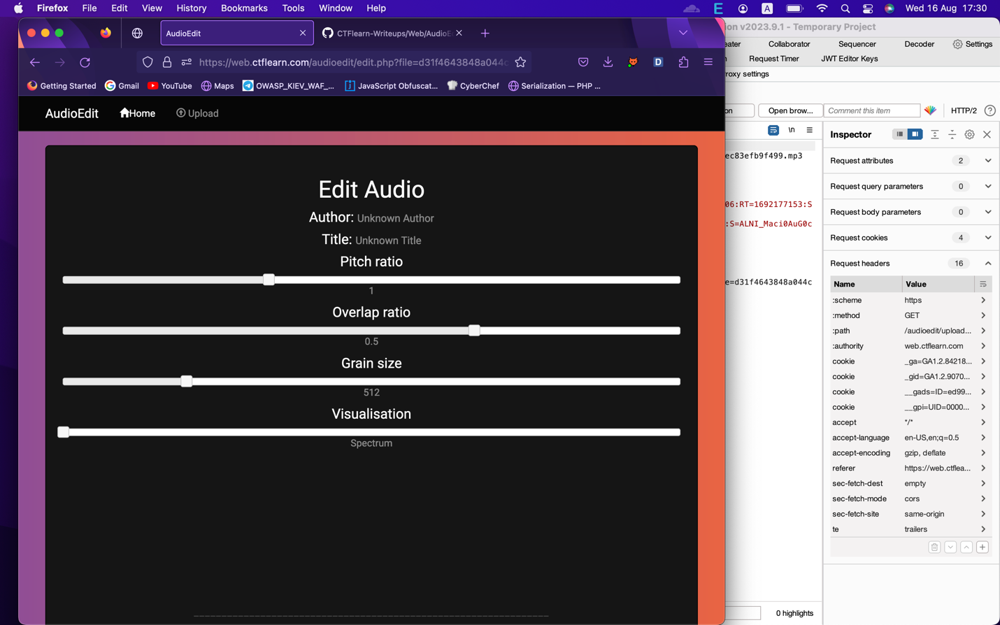 Firefox File Edit View History Bookmarks Tools Window Help
E A Wed 16 Aug 17:30
AudioEdit
CTFlearn-Writeups/Web/AudioE
https://web.ctflearn.com/audioedit/edit.php?file=d31f4643848a044c
Getting Started Gmail YouTube Maps OWASP_KIEV_WAF_... JavaScript Obfuscat... CyberChef Serialization — PHP ...
AudioEdit Home Upload
Edit Audio
Author: Unknown Author
Title: Unknown Title
Pitch ratio
1
Overlap ratio
0.5
Grain size
512
Visualisation
Spectrum
ion v2023.9.1 - Temporary Project
eater Collaborator Sequencer Decoder Settings
Request Timer JWT Editor Keys
roxy settings
on Open brow... Comment this item HTTP/2 ?
\n
ec83efb9f499.mp3
06:RT=1692177153:S
:S=ALNI_Maci0AuG0c
e=d31f4643848a044c
0 highlights
Inspector
Request attributes 2
Request query parameters 0
Request body parameters 0
Request cookies 4
Request headers 16
Name Value
:scheme https
:method GET
:path /audioedit/upload...
:authority web.ctflearn.com
cookie _ga=GA1.2.84218...
cookie _gid=GA1.2.9070...
cookie __gads=ID=ed99...
cookie __gpi=UID=0000...
accept */*
accept-language en-US,en;q=0.5
accept-encoding gzip, deflate
referer https://web.ctflea...
sec-fetch-dest empty
sec-fetch-mode cors
sec-fetch-site same-origin
te trailers